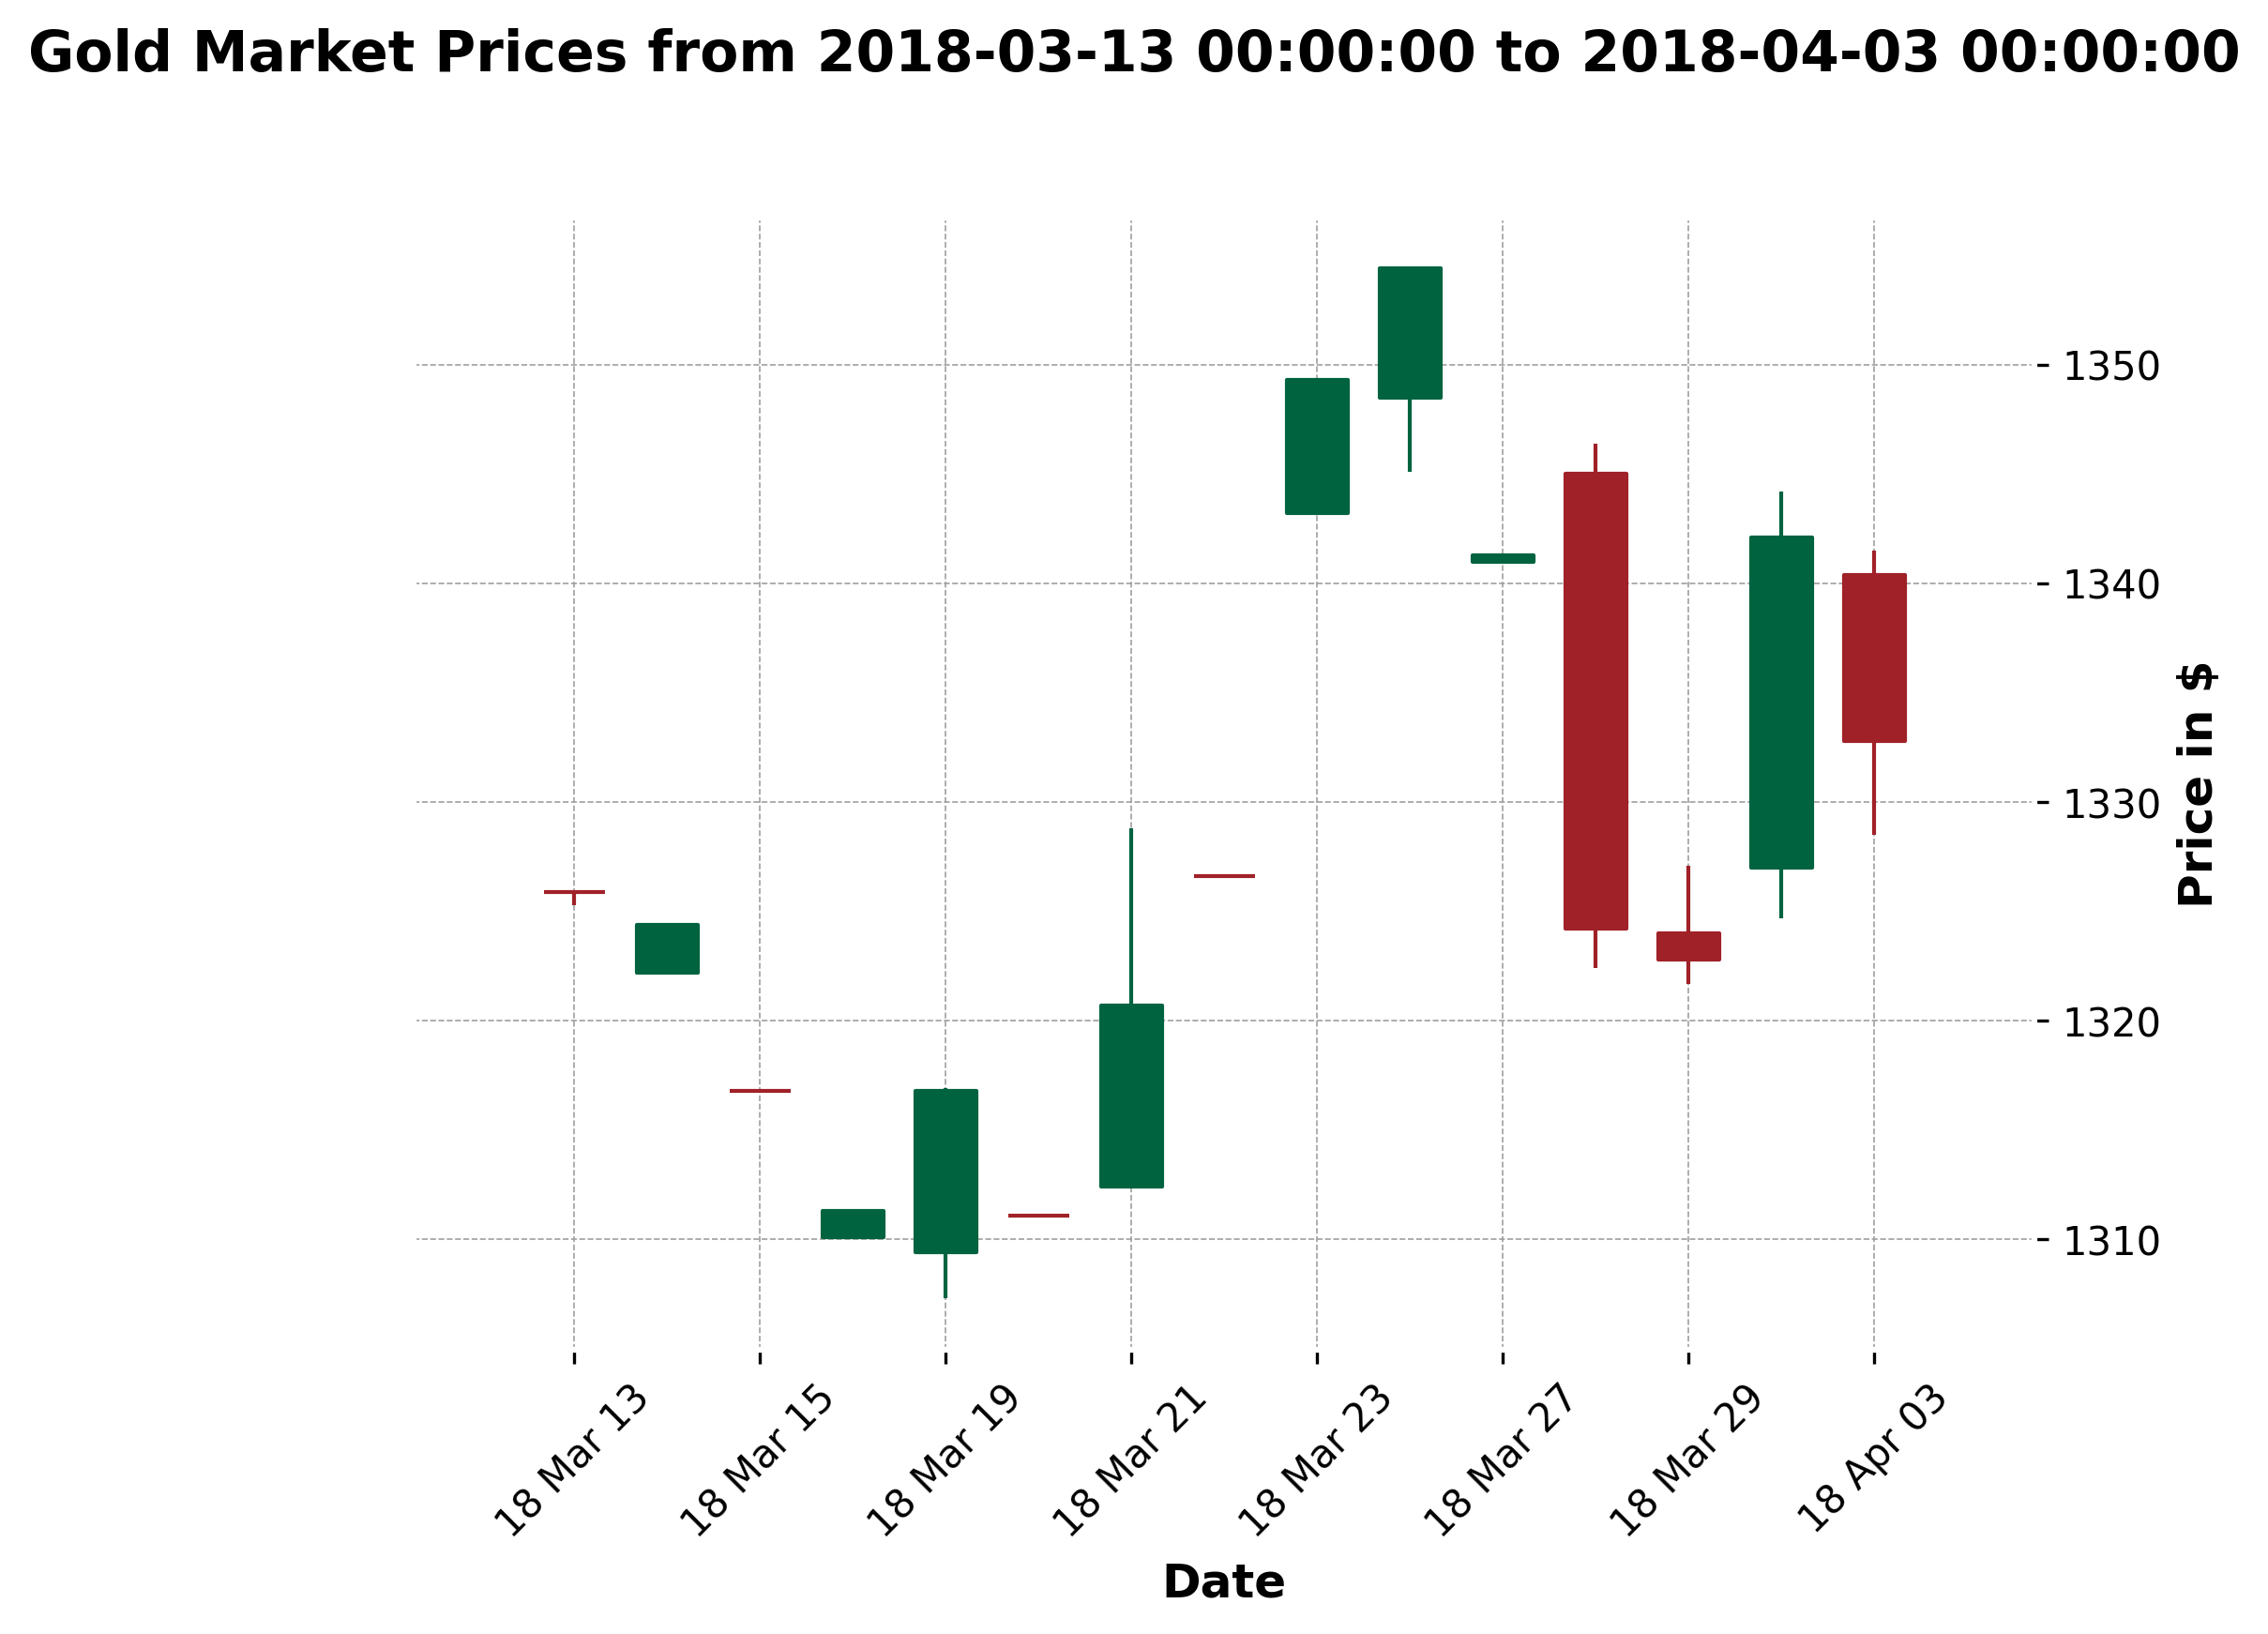 Gold Market Prices from 2018-03-13 00:00:00 to 2018-04-03 00:00:00
1350
1340
1330
1320
1310
Price in $
18 Mar 13
18 Mar 15
18 Mar 19
18 Mar 21
18 Mar 23
18 Mar 27
18 Mar 29
18 Apr 03
Date